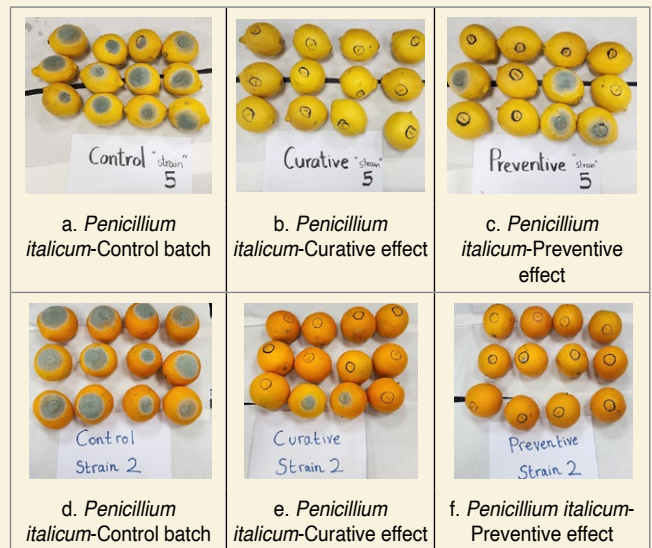 Control "strain"
5
Curative "strain"
5
Preventive "strain"
5
a. Penicillium
italicum-Control batch
b. Penicillium
italicum-Curative effect
c. Penicillium
italicum-Preventive
effect
Control
Strain 2
Curative
Strain 2
Preventive
Strain 2
d. Penicillium
italicum-Control batch
e. Penicillium
italicum-Curative effect
f. Penicillium italicum-
Preventive effect